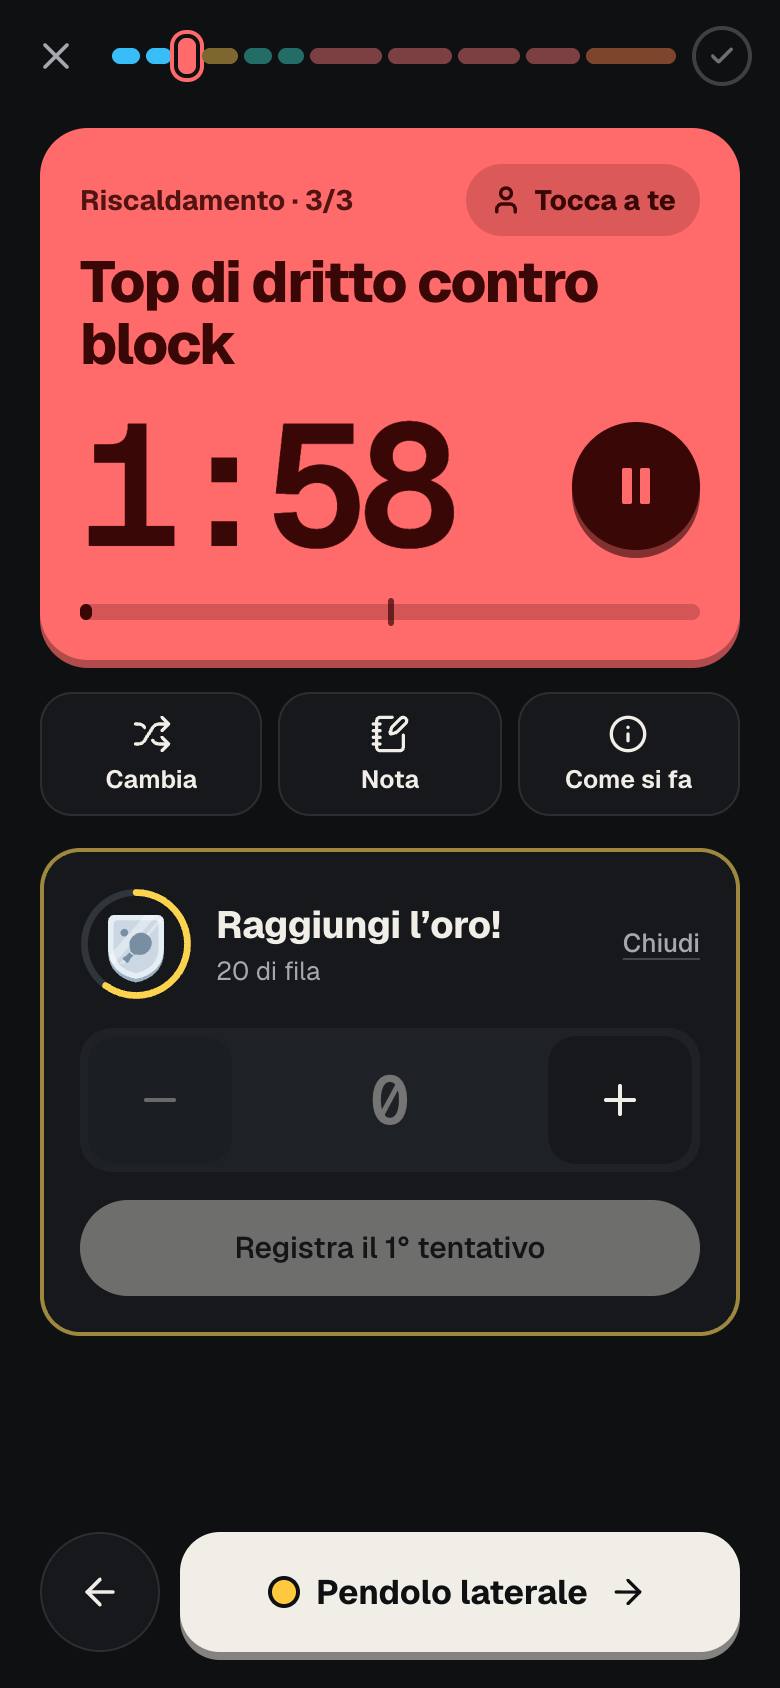 Riscaldamento · 3/3
Tocca a te
Top di dritto contro
block
1:58
Cambia
Nota
Come si fa
Raggiungi l’oro!
20 di fila
Chiudi
0
Registra il 1° tentativo
Pendolo laterale